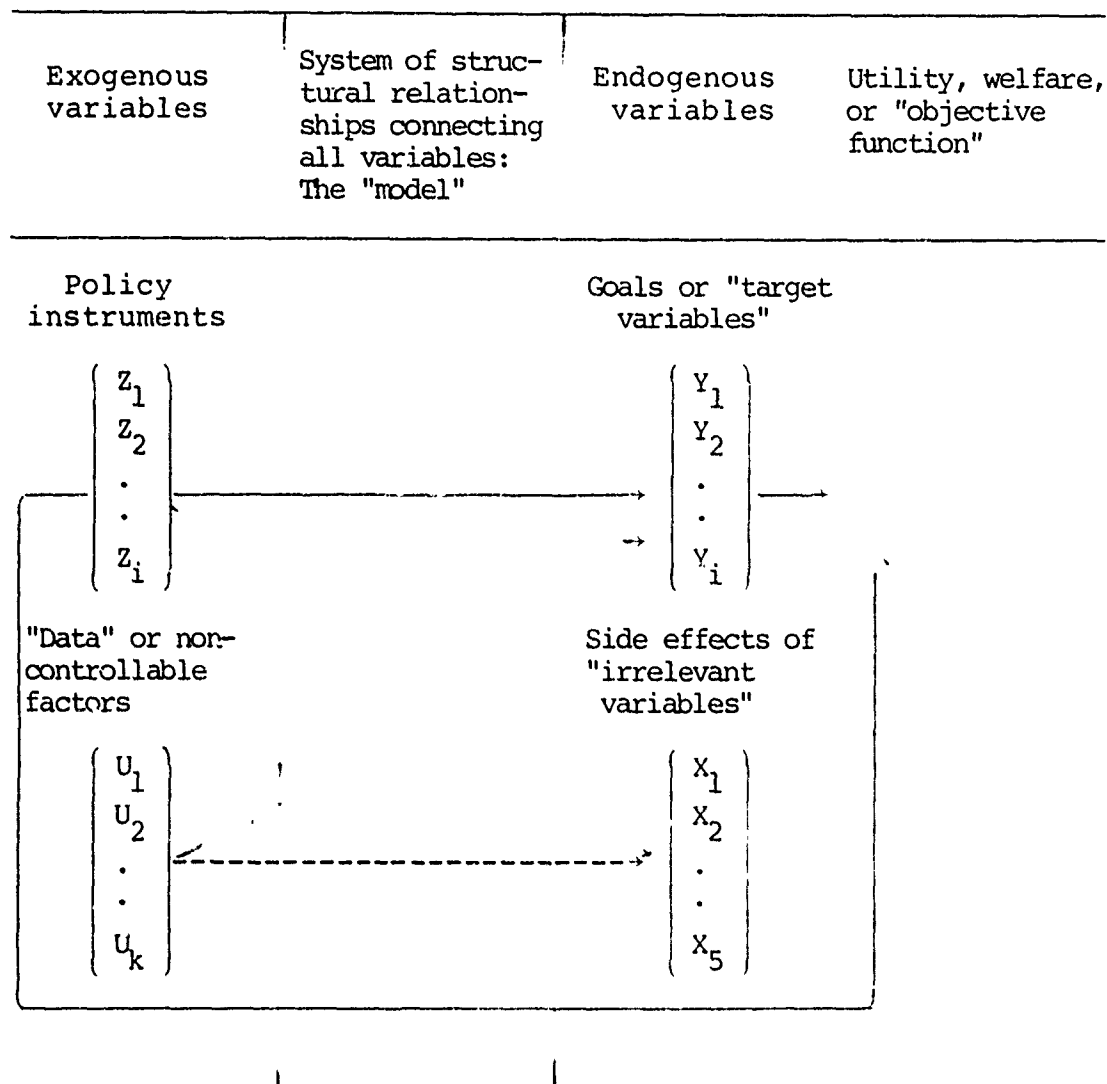 Exogenous
variables
System of struc-
tural relation-
ships connecting
all variables:
The "model"
Endogenous
variables
Utility, welfare,
or "objective
function"
Policy
instruments
Z1
Z2
.
.
Zi
Goals or "target
variables"
Y1
Y2
.
.
Yi
"Data" or non-
controllable
factors
U1
U2
.
.
Uk
Side effects of
"irrelevant
variables"
X1
X2
.
.
X5